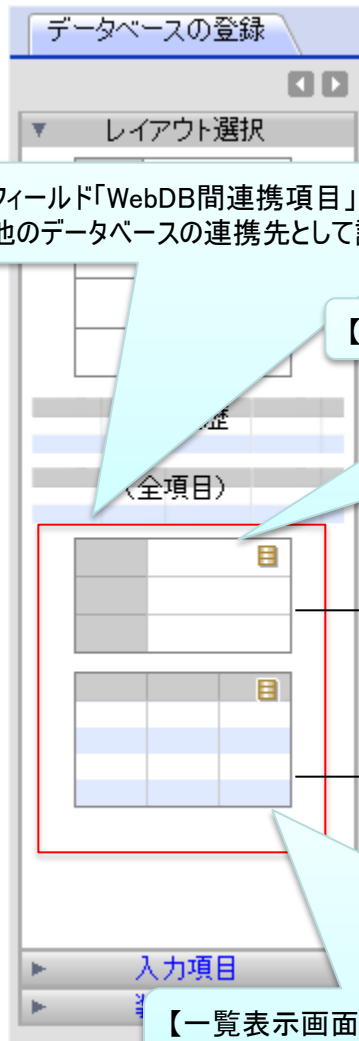 データベースの登録
レイアウト選択
フィールド「WebDB間連携項目」
他のデータベースの連携先として
【
歴
（全項目）
入力項目
【一覧表示画面